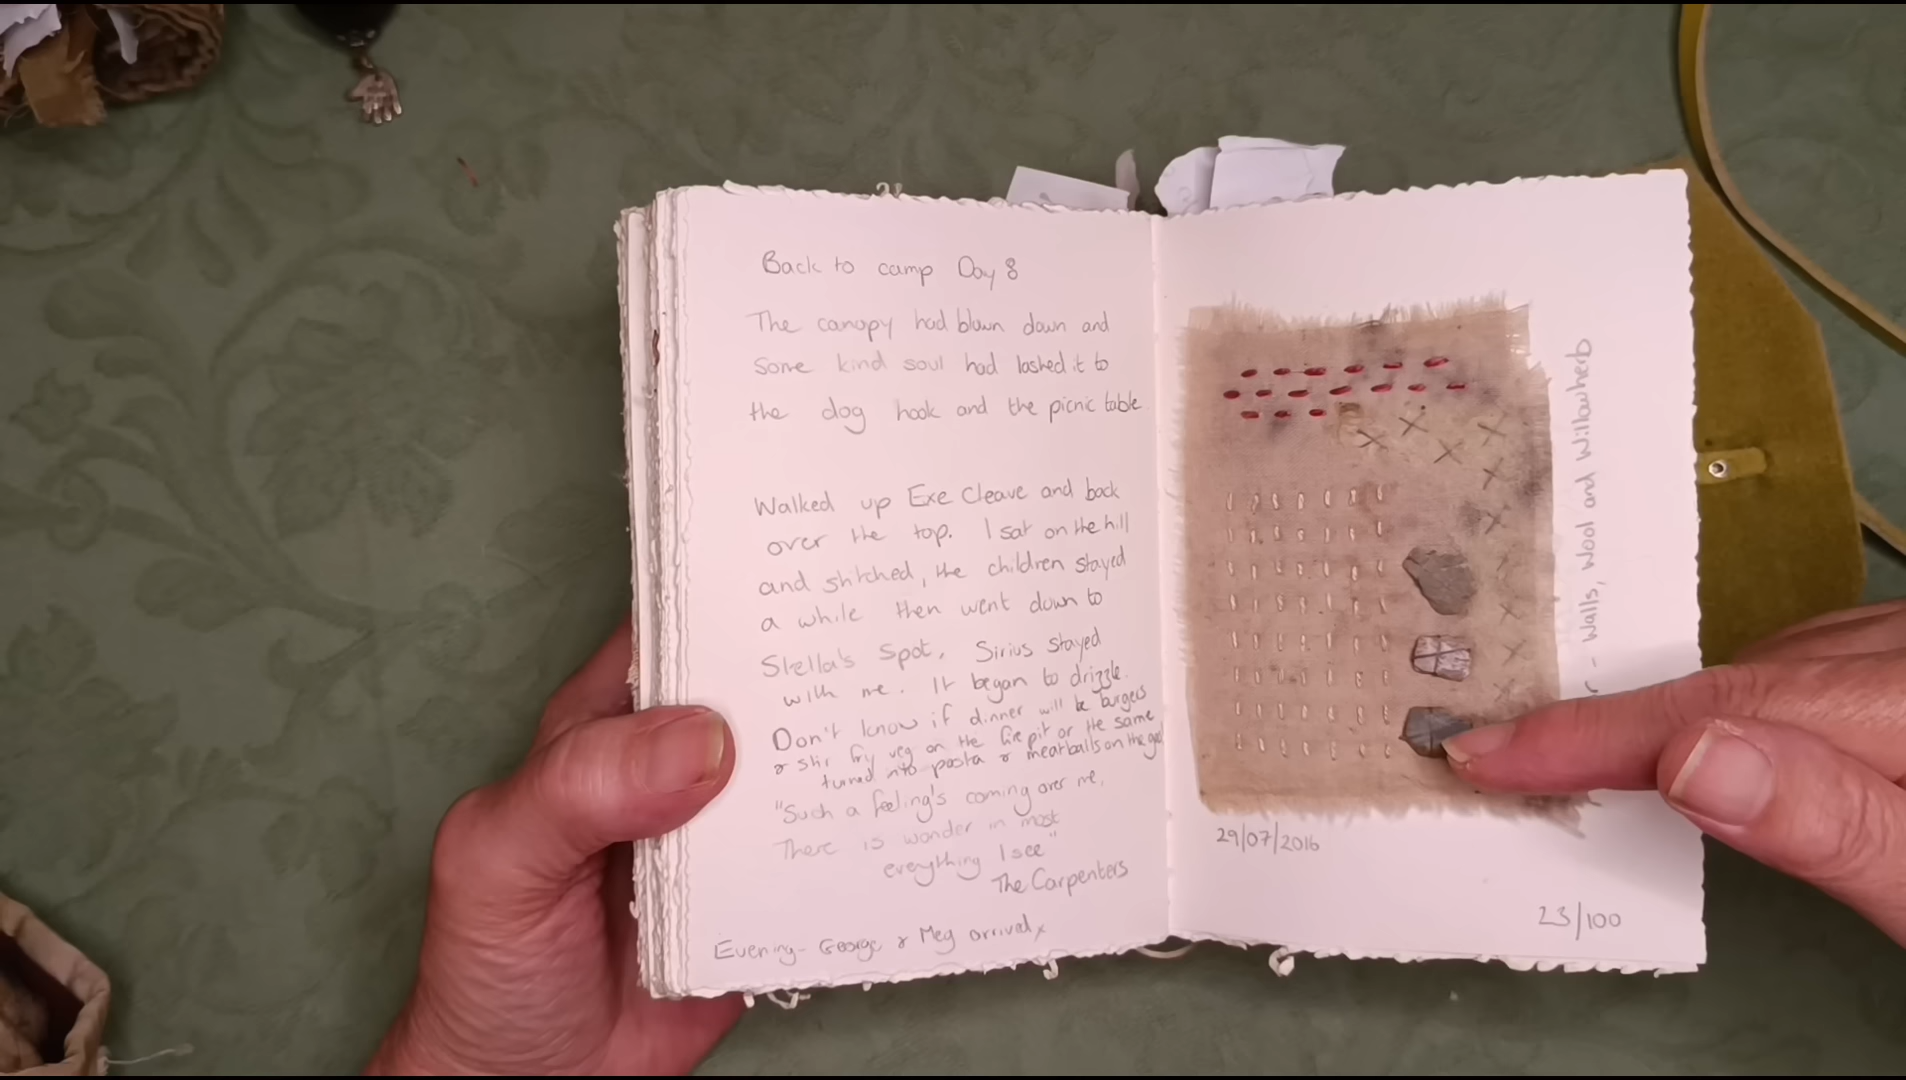 Back to camp Day 8
The canopy had blown down and
some kind soul had lashed it to
the dog hook and the picnic table
Walked up Exe Cleave and back
over the top. I sat on the hill
and stitched, the children stayed
a while then went down to
Stella's Spot. Sirius stayed
with me. It began to drizzle.
Don't know if dinner will be burgers
& stir fry veg on the fire pit or the same
turned into pasta & meatballs on the
"Such a feeling's coming over me,
There is wonder in most
everything I see"
The Carpenters
Evening- George & Meg arrived x
- Walls, Wool and Willowherb
29/07/2016
23/100